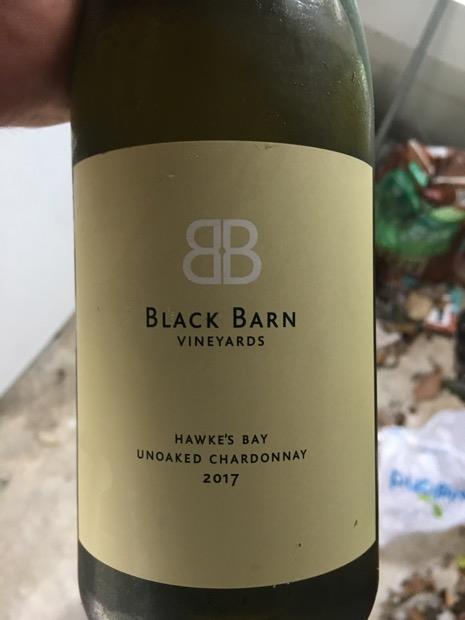 BB
BLACK BARN
VINEYARDS
HAWKE'S BAY
UNOAKED CHARDONNAY
2017